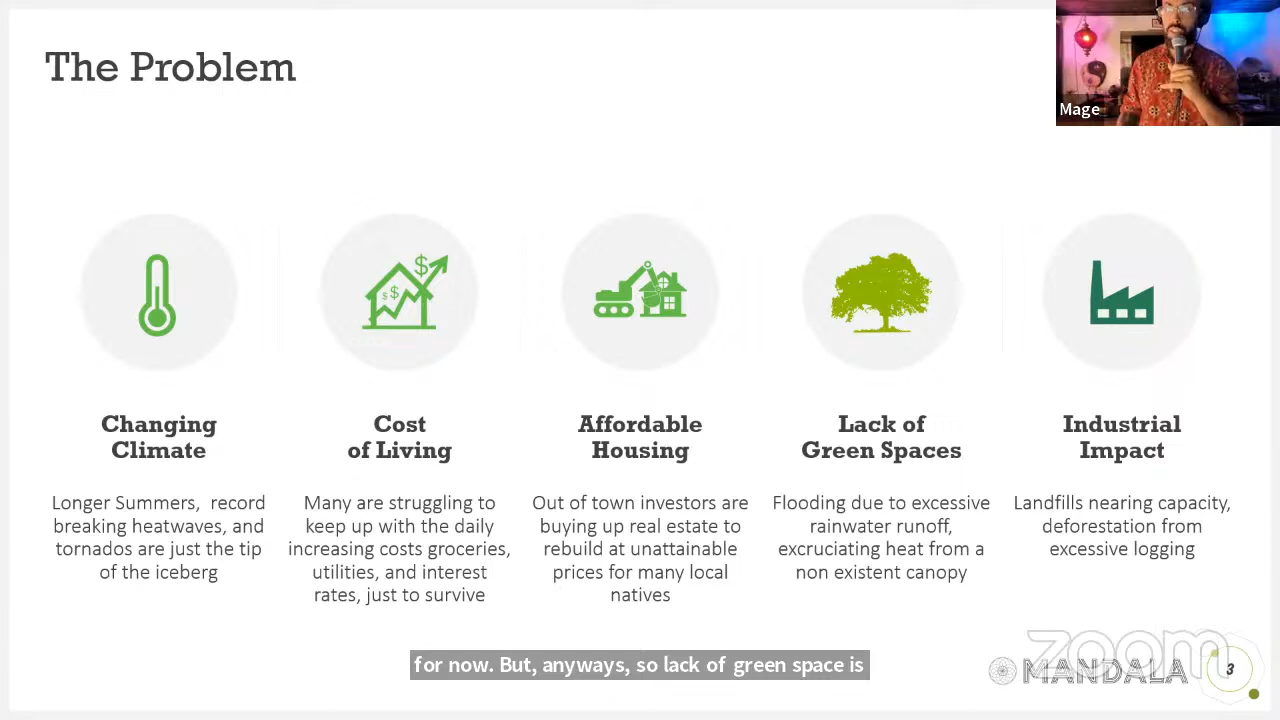 The Problem
Mage
$
$
$
Changing
Climate
Cost
of Living
Affordable
Housing
Lack of
Green Spaces
Industrial
Impact
Longer Summers, record
breaking heatwaves, and
tornados are just the tip
of the iceberg
Many are struggling to
keep up with the daily
increasing costs groceries,
utilities, and interest
rates, just to survive
Out of town investors are
buying up real estate to
rebuild at unattainable
prices for many local
natives
Flooding due to excessive
rainwater runoff,
excruciating heat from a
non existent canopy
Landfills nearing capacity,
deforestation from
excessive logging
for now. But, anyways, so lack of green space is
zoom
MANDALA
3